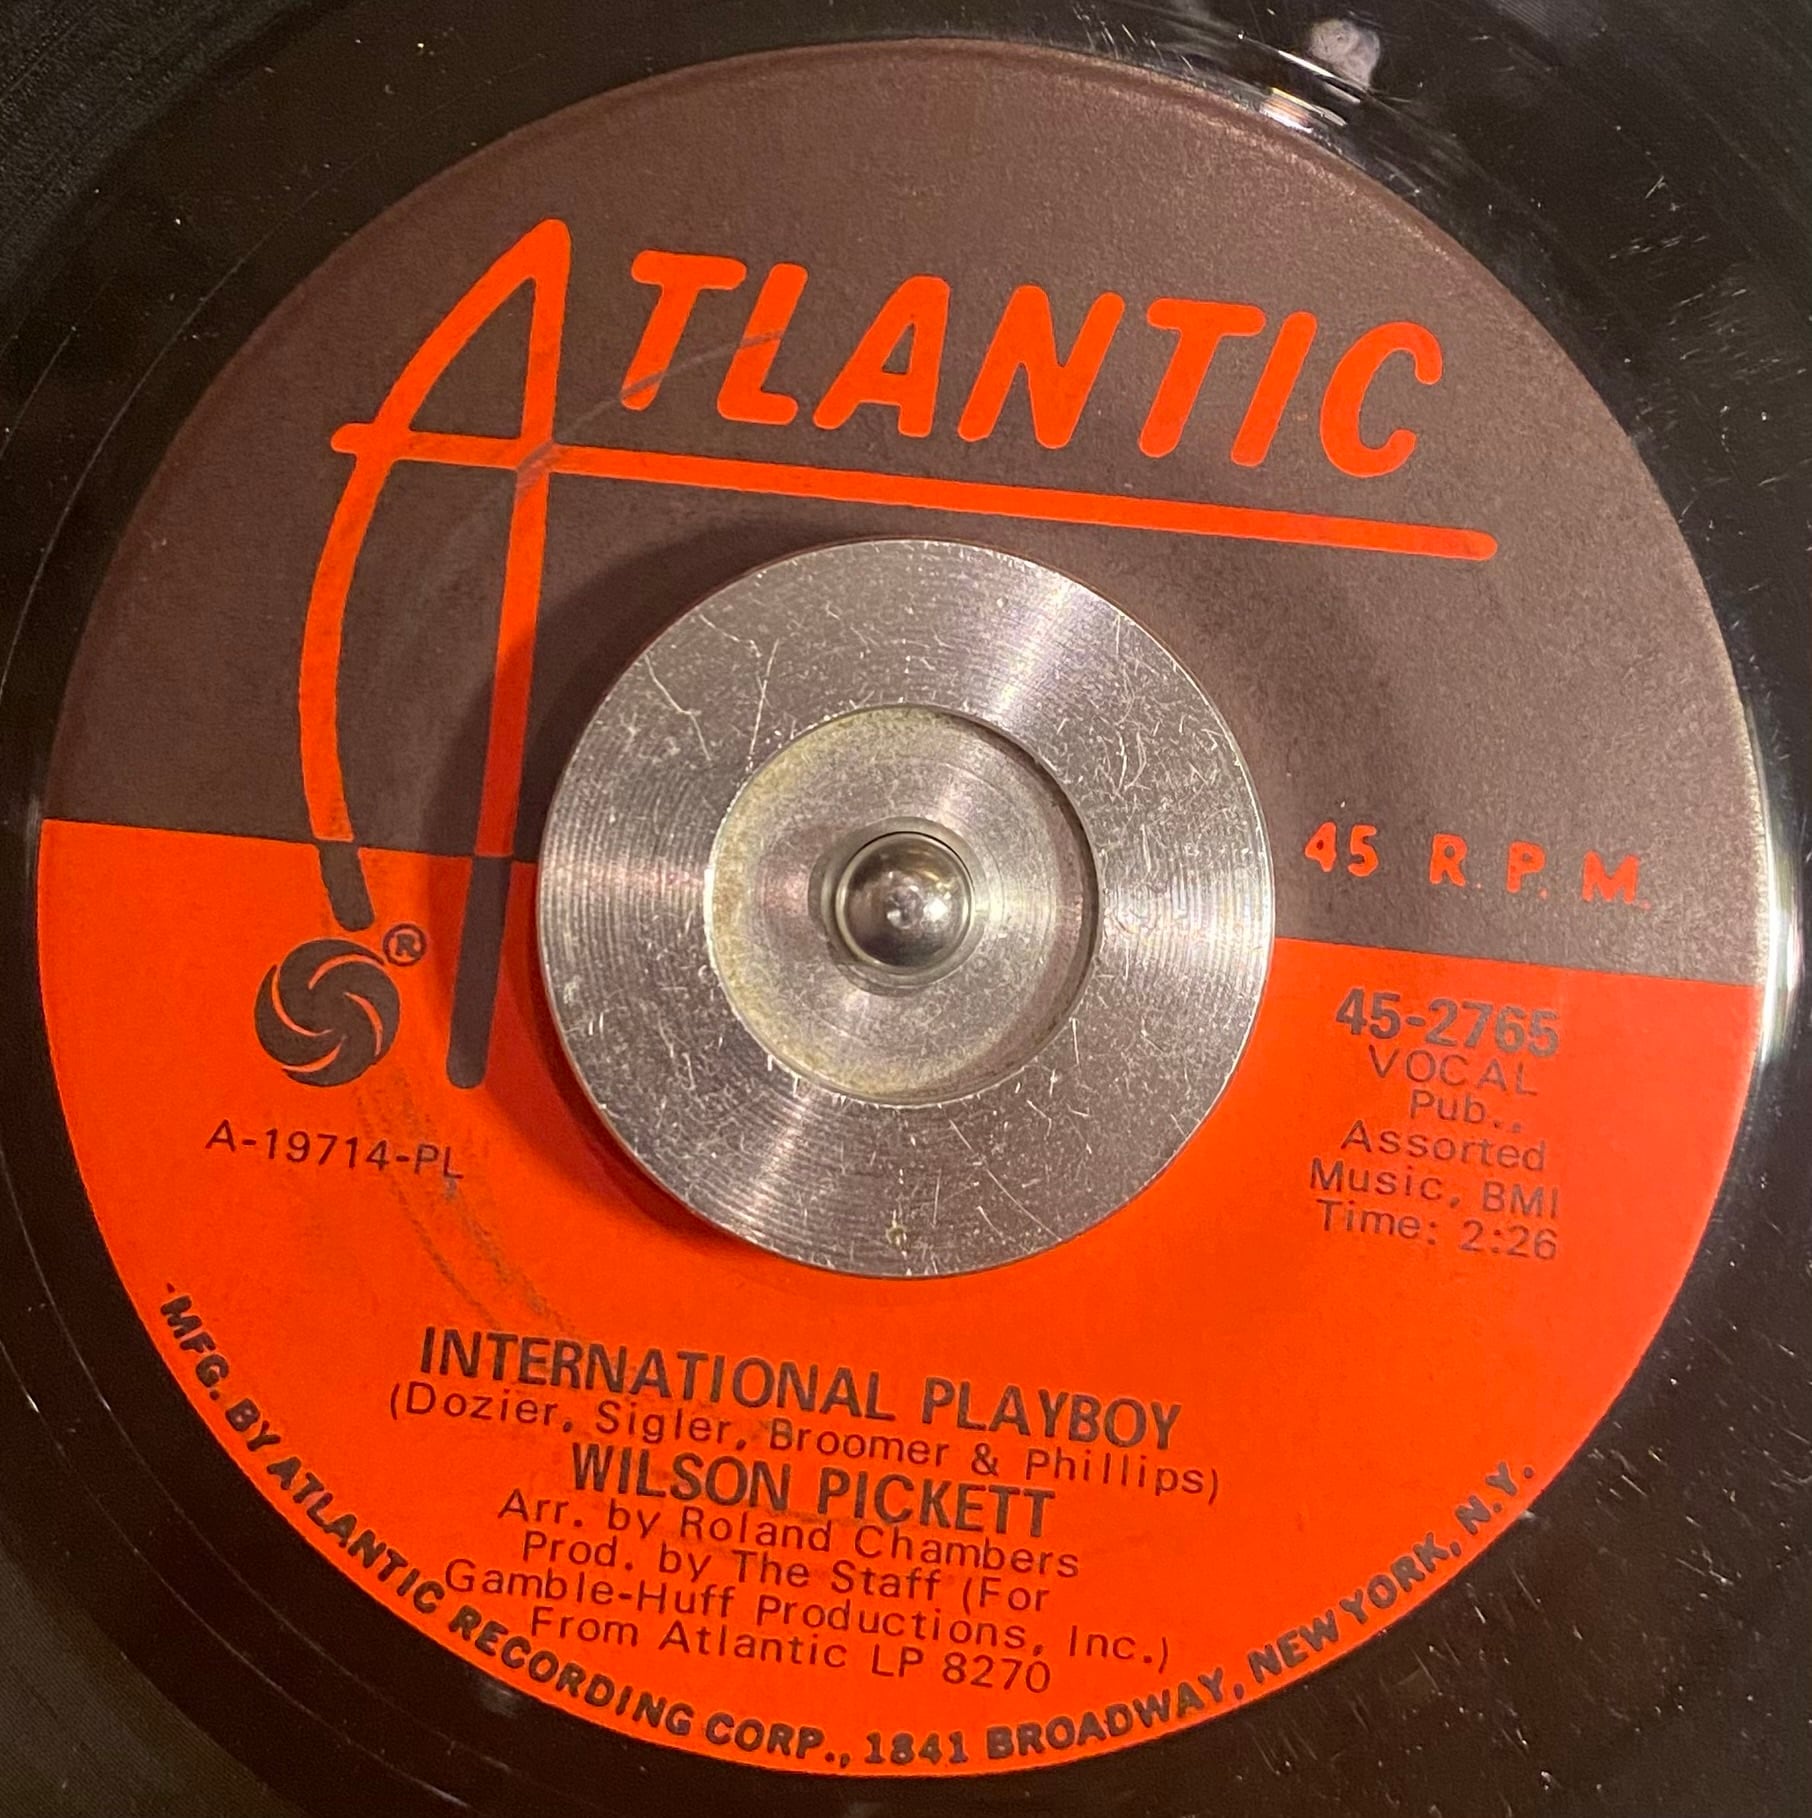 ATLANTIC
45 R.P.M.
®
45-2765
VOCAL
Pub.,
Assorted
Music, BMI
Time: 2:26
A-19714-PL
INTERNATIONAL PLAYBOY
(Dozier, Sigler, Broomer & Phillips)
WILSON PICKETT
Arr. by Roland Chambers
Prod. by The Staff (For
Gamble-Huff Productions, Inc.)
From Atlantic LP 8270
MFG. BY ATLANTIC RECORDING CORP., 1841 BROADWAY, NEW YORK, N.Y.